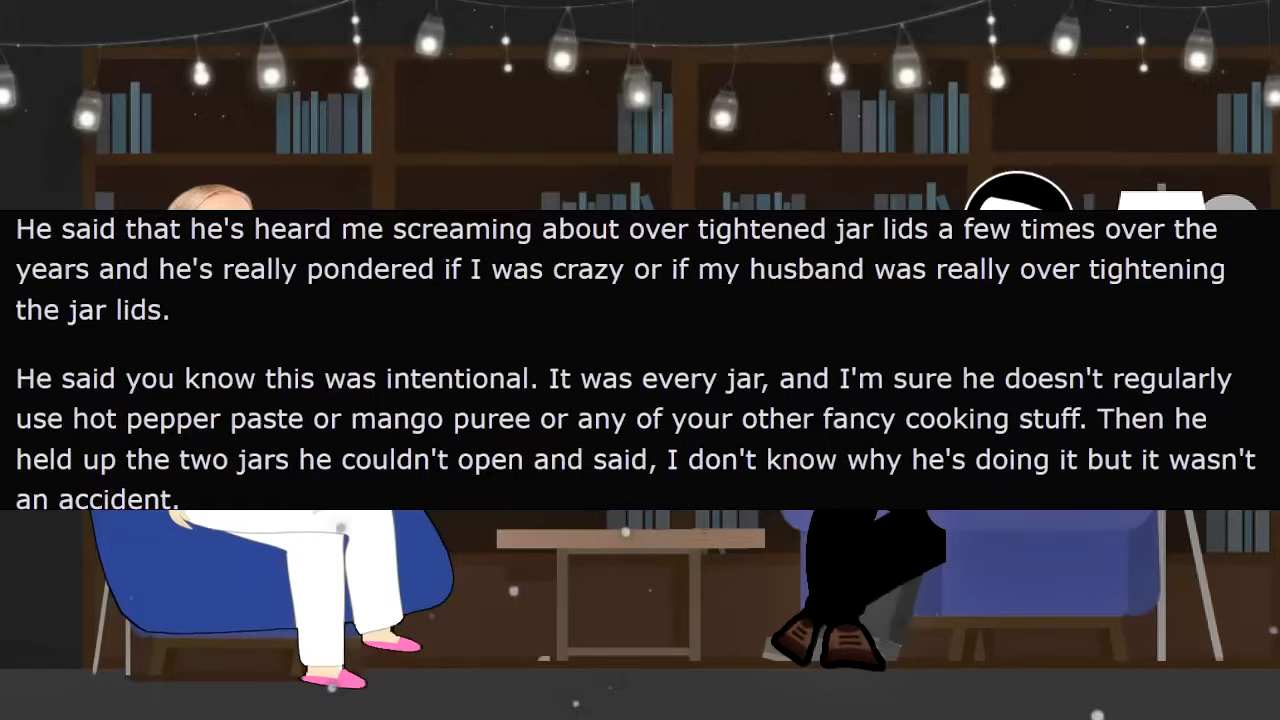 He said that he's heard me screaming about over tightened jar lids a few times over the
years and he's really pondered if I was crazy or if my husband was really over tightening
the jar lids.
He said you know this was intentional. It was every jar, and I'm sure he doesn't regularly
use hot pepper paste or mango puree or any of your other fancy cooking stuff. Then he
held up the two jars he couldn't open and said, I don't know why he's doing it but it wasn't
an accident.